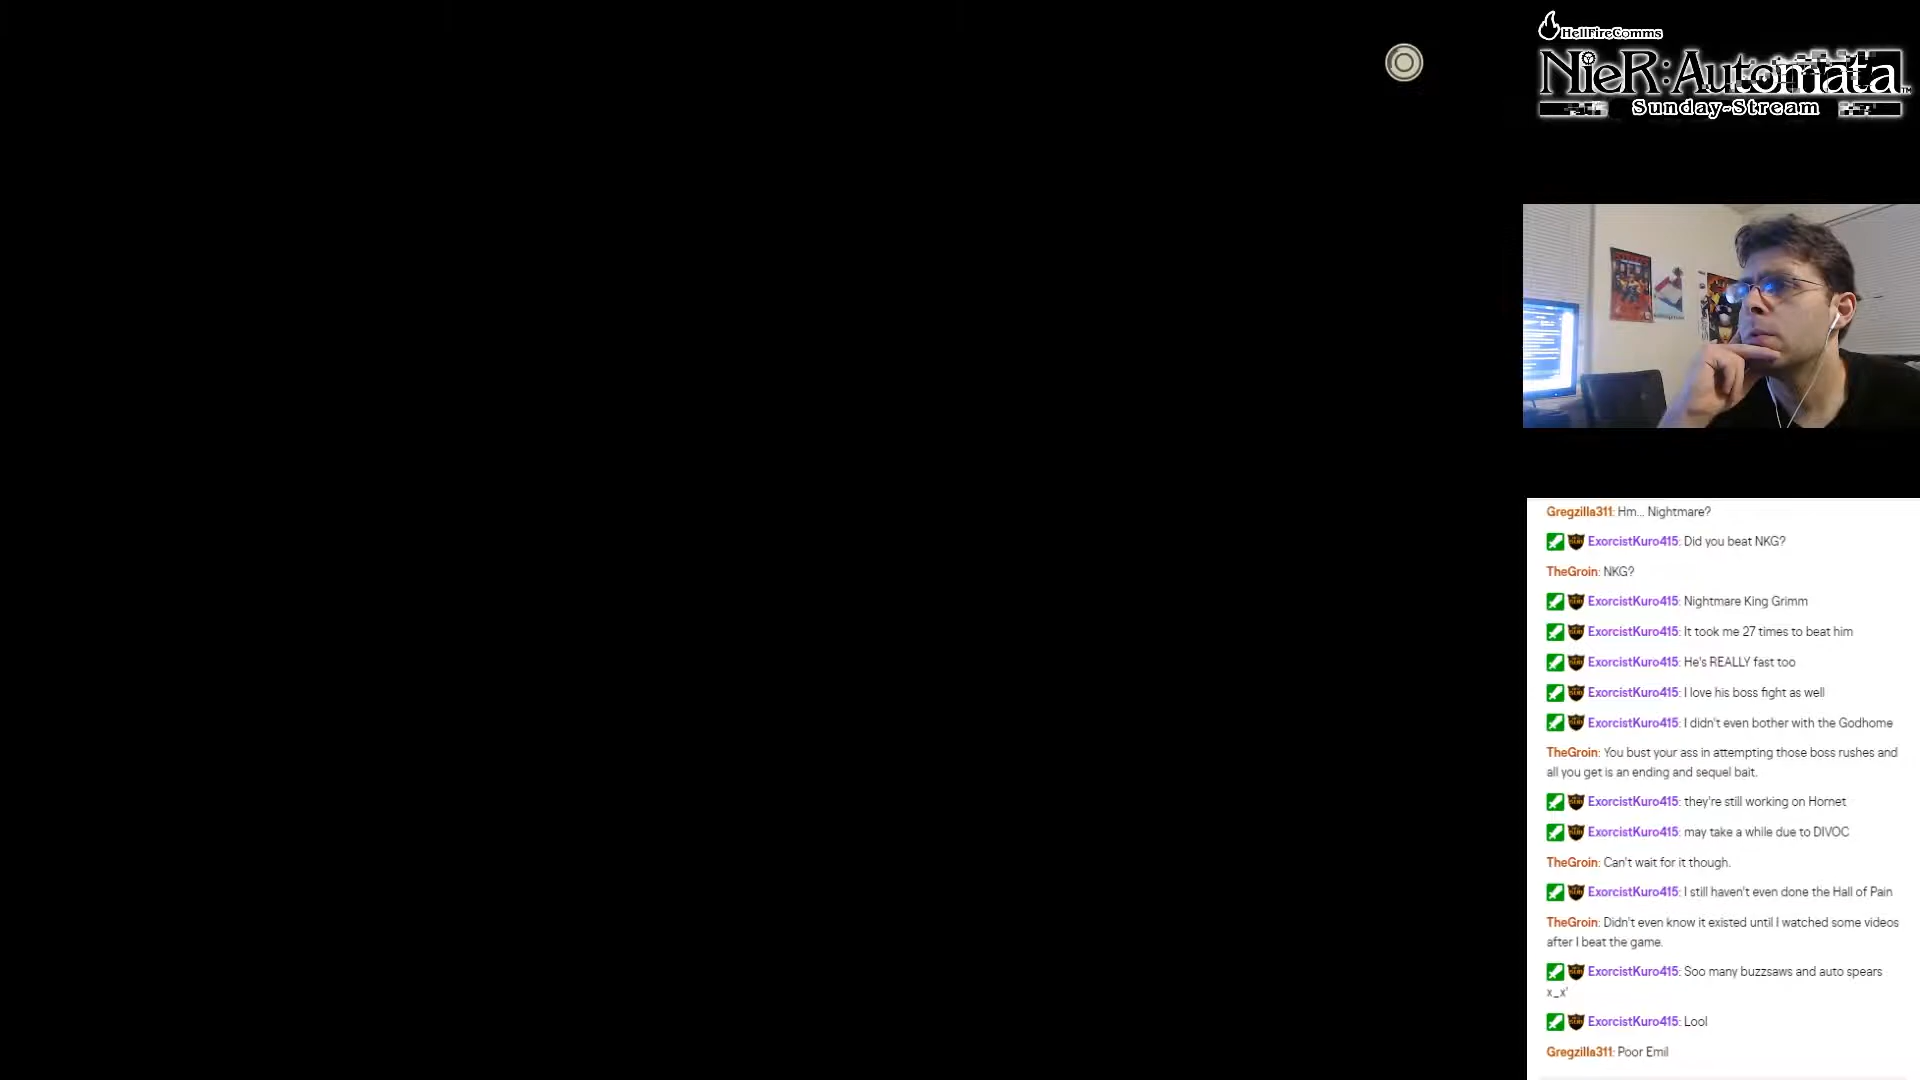 HellFireComms
NieR:Automata™
Sunday-Stream
Gregzilla311: Hm... Nightmare?
ExorcistKuro415: Did you beat NKG?
TheGroin: NKG?
ExorcistKuro415: Nightmare King Grimm
ExorcistKuro415: It took me 27 times to beat him
ExorcistKuro415: He's REALLY fast too
ExorcistKuro415: I love his boss fight as well
ExorcistKuro415: I didn't even bother with the Godhome
TheGroin: You bust your ass in attempting those boss rushes and
all you get is an ending and sequel bait.
ExorcistKuro415: they're still working on Hornet
ExorcistKuro415: may take a while due to DIVOC
TheGroin: Can't wait for it though.
ExorcistKuro415: I still haven't even done the Hall of Pain
TheGroin: Didn't even know it existed until I watched some videos
after I beat the game.
ExorcistKuro415: Soo many buzzsaws and auto spears
x_x'
ExorcistKuro415: Lool
Gregzilla311: Poor Emil